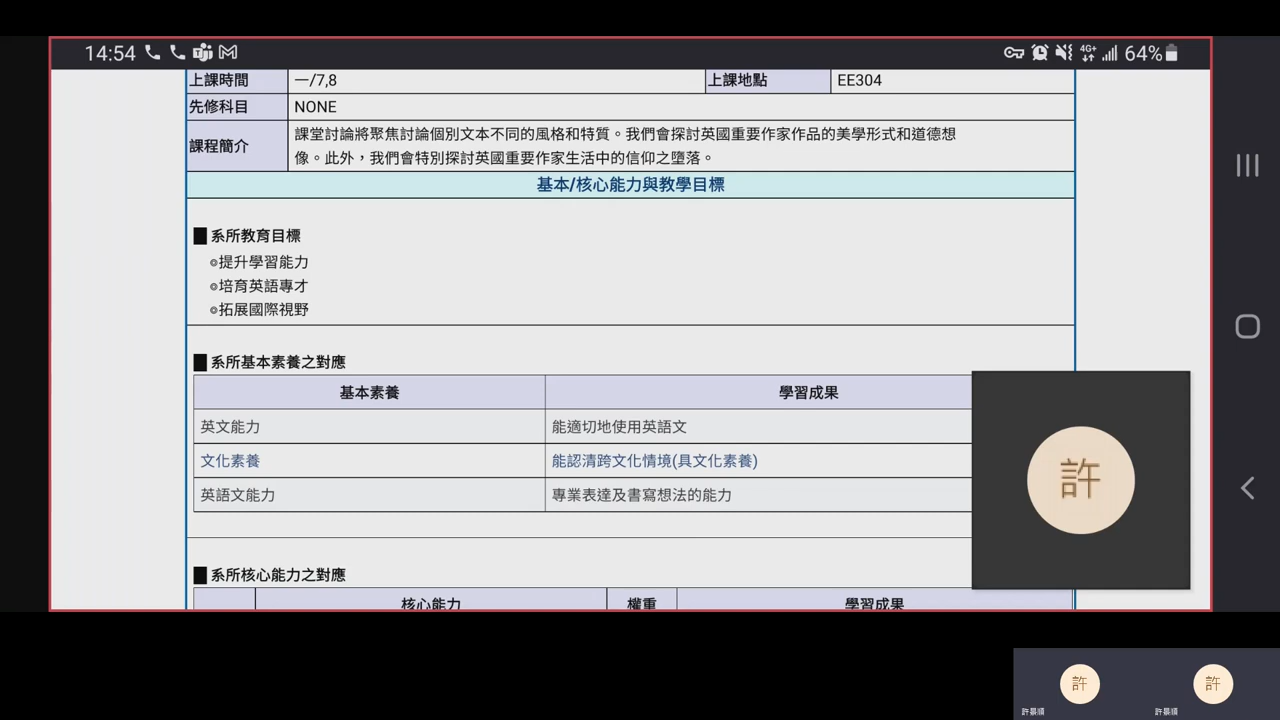 14:54
4G+ 64%
上課時間 一/7,8 上課地點 EE304
先修科目 NONE
課程簡介 課堂討論將聚焦討論個別文本不同的風格和特質。我們會探討英國重要作家作品的美學形式和道德想
像。此外，我們會特別探討英國重要作家生活中的信仰之墮落。
基本/核心能力與教學目標
█ 系所教育目標
◎提升學習能力
◎培育英語專才
◎拓展國際視野
█ 系所基本素養之對應
基本素養 學習成果
英文能力 能適切地使用英語文
文化素養 能認清跨文化情境(具文化素養)
英語文能力 專業表達及書寫想法的能力
█ 系所核心能力之對應
核心能力 權重 學習成果
許
許 許